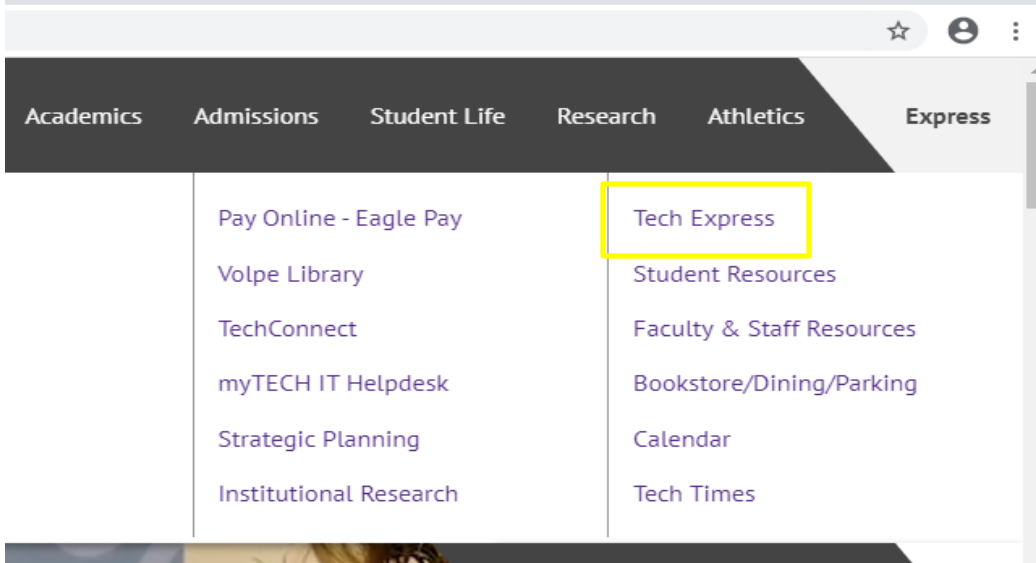 Academics Admissions Student Life Research Athletics Express
Pay Online - Eagle Pay
Volpe Library
TechConnect
myTECH IT Helpdesk
Strategic Planning
Institutional Research
Tech Express
Student Resources
Faculty & Staff Resources
Bookstore/Dining/Parking
Calendar
Tech Times